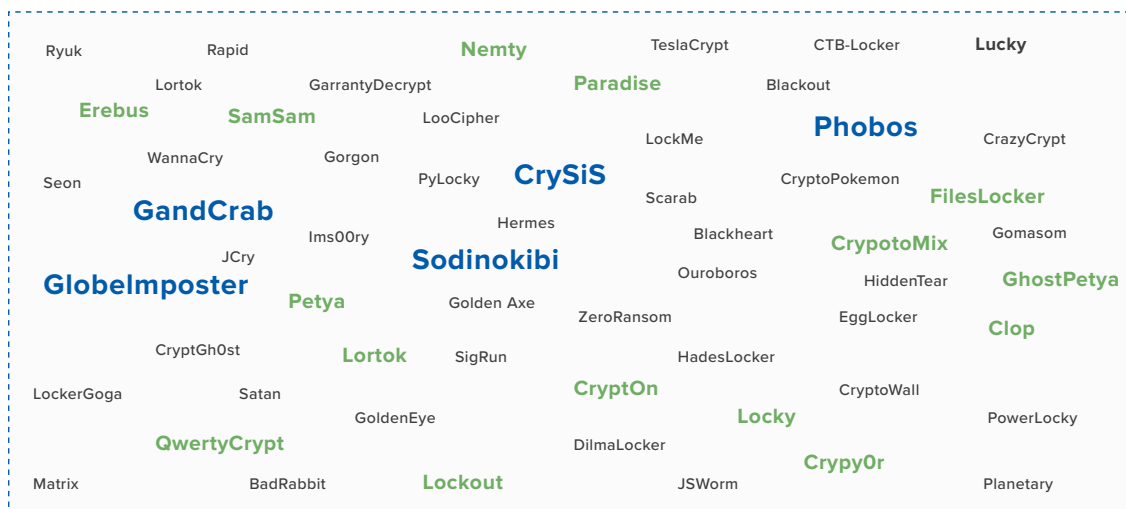 Ryuk
Rapid
Nemty
TeslaCrypt
CTB-Locker
Lucky
Lortok
GarrantyDecrypt
Paradise
Blackout
Erebus
SamSam
LooCipher
Phobos
LockMe
CrazyCrypt
WannaCry
Gorgon
Seon
PyLocky
CrySiS
CryptoPokemon
Scarab
FilesLocker
GandCrab
Hermes
Ims00ry
Blackheart
CrypotoMix
Gomasom
JCry
Sodinokibi
Ouroboros
HiddenTear
GhostPetya
GlobeImposter
Petya
Golden Axe
ZeroRansom
EggLocker
Clop
CryptGh0st
Lortok
SigRun
HadesLocker
LockerGoga
Satan
CryptOn
CryptoWall
GoldenEye
Locky
PowerLocky
QwertyCrypt
DilmaLocker
Crypy0r
Matrix
BadRabbit
Lockout
JSWorm
Planetary